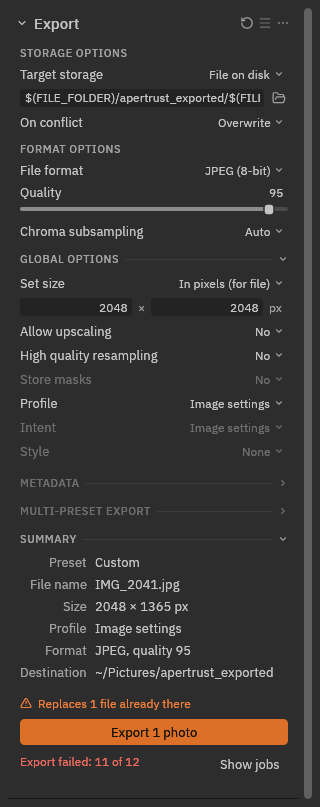 Export
STORAGE OPTIONS
Target storage File on disk
$(FILE_FOLDER)/apertrust_exported/$(FILI
On conflict Overwrite
FORMAT OPTIONS
File format JPEG (8-bit)
Quality 95
Chroma subsampling Auto
GLOBAL OPTIONS
Set size In pixels (for file)
2048 × 2048 px
Allow upscaling No
High quality resampling No
Store masks No
Profile Image settings
Intent Image settings
Style None
METADATA
MULTI-PRESET EXPORT
SUMMARY
Preset Custom
File name IMG_2041.jpg
Size 2048 × 1365 px
Profile Image settings
Format JPEG, quality 95
Destination ~/Pictures/apertrust_exported
Replaces 1 file already there
Export 1 photo
Export failed: 11 of 12 Show jobs